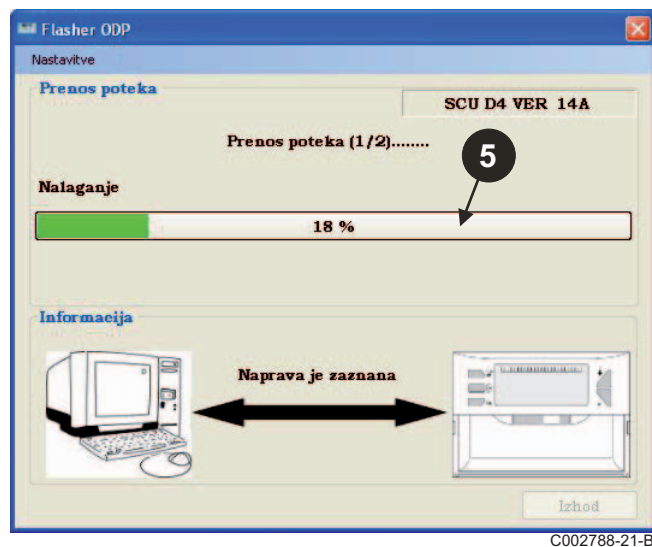 Flasher ODP
Nastavitve
Prenos poteka
SCU D4 VER 14A
Prenos poteka (1/2)........
5
Nalaganje
18 %
Informacija
Naprava je zaznana
Izhod
C002788-21-B